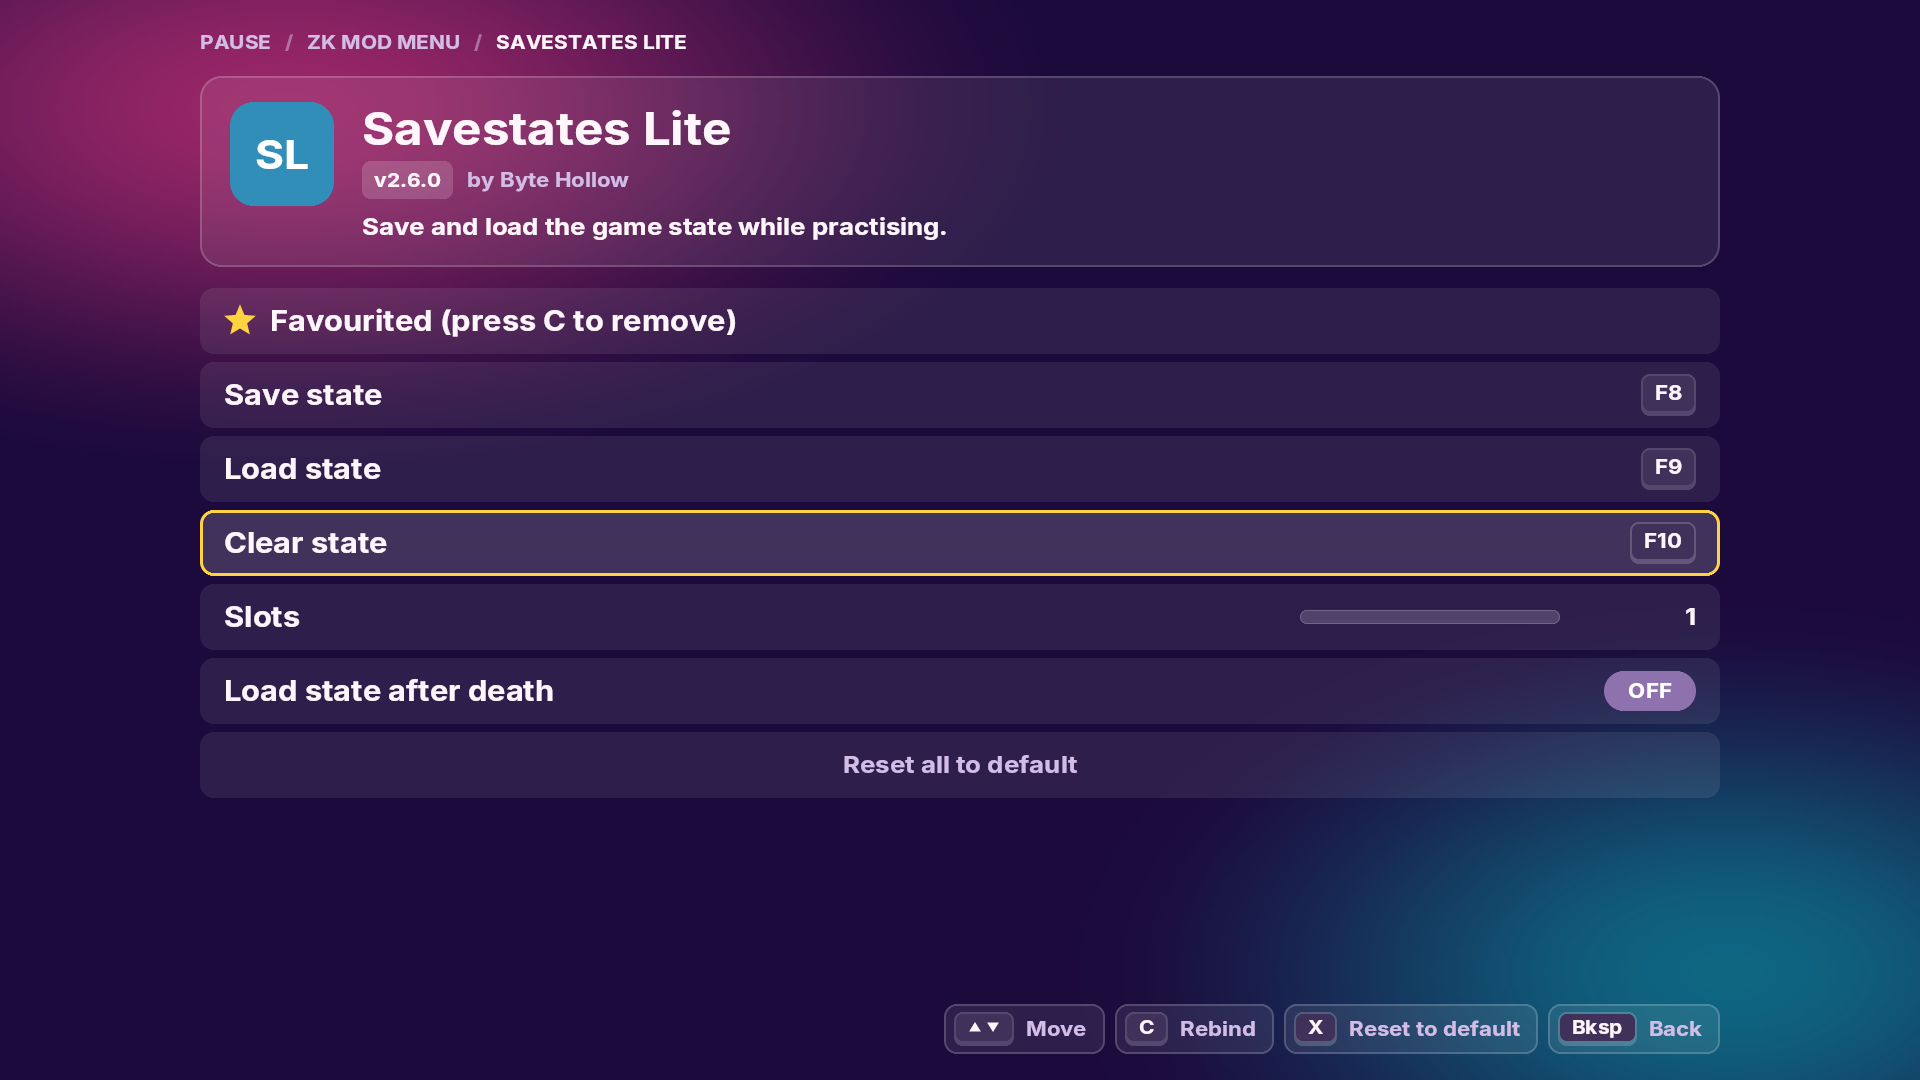 PAUSE / ZK MOD MENU / SAVESTATES LITE
SL
Savestates Lite
v2.6.0 by Byte Hollow
Save and load the game state while practising.
Favourited (press C to remove)
Save state F8
Load state F9
Clear state F10
Slots 1
Load state after death OFF
Reset all to default
▲▼ Move C Rebind X Reset to default Bksp Back